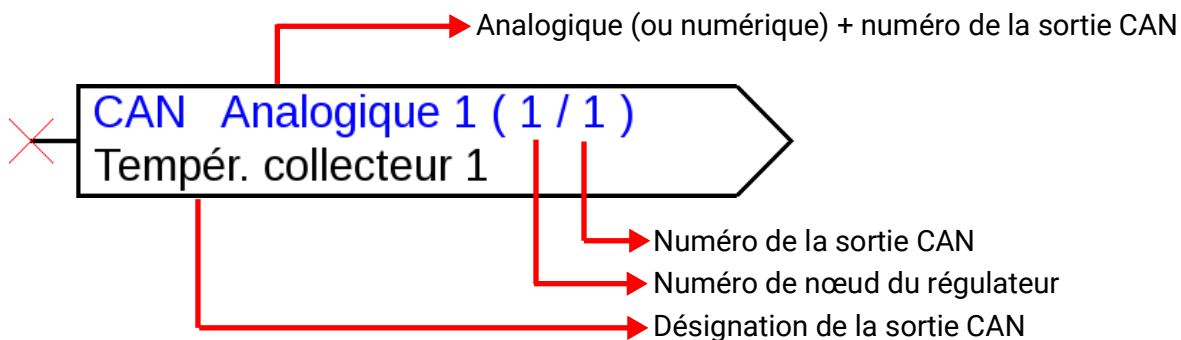 Analogique (ou numérique) + numéro de la sortie CAN
CAN Analogique 1 ( 1 / 1 )
Tempér. collecteur 1
Numéro de la sortie CAN
Numéro de nœud du régulateur
Désignation de la sortie CAN